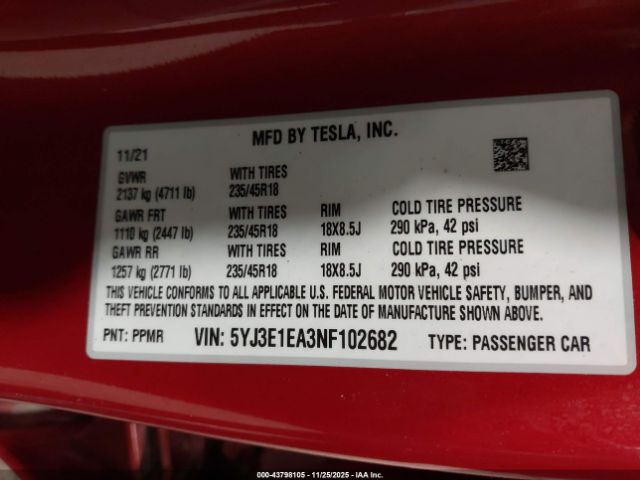 MFD BY TESLA, INC.
11/21
GVWR WITH TIRES
2137 kg (4711 lb) 235/45R18
GAWR FRT WITH TIRES RIM COLD TIRE PRESSURE
1110 kg (2447 lb) 235/45R18 18X8.5J 290 kPa, 42 psi
GAWR RR WITH TIRES RIM COLD TIRE PRESSURE
1257 kg (2771 lb) 235/45R18 18X8.5J 290 kPa, 42 psi
THIS VEHICLE CONFORMS TO ALL APPLICABLE U.S. FEDERAL MOTOR VEHICLE SAFETY, BUMPER, AND
THEFT PREVENTION STANDARDS IN EFFECT ON THE DATE OF MANUFACTURE SHOWN ABOVE.
PNT: PPMR VIN: 5YJ3E1EA3NF102682 TYPE: PASSENGER CAR
000-43798105 - 11/25/2025 - IAA Inc.